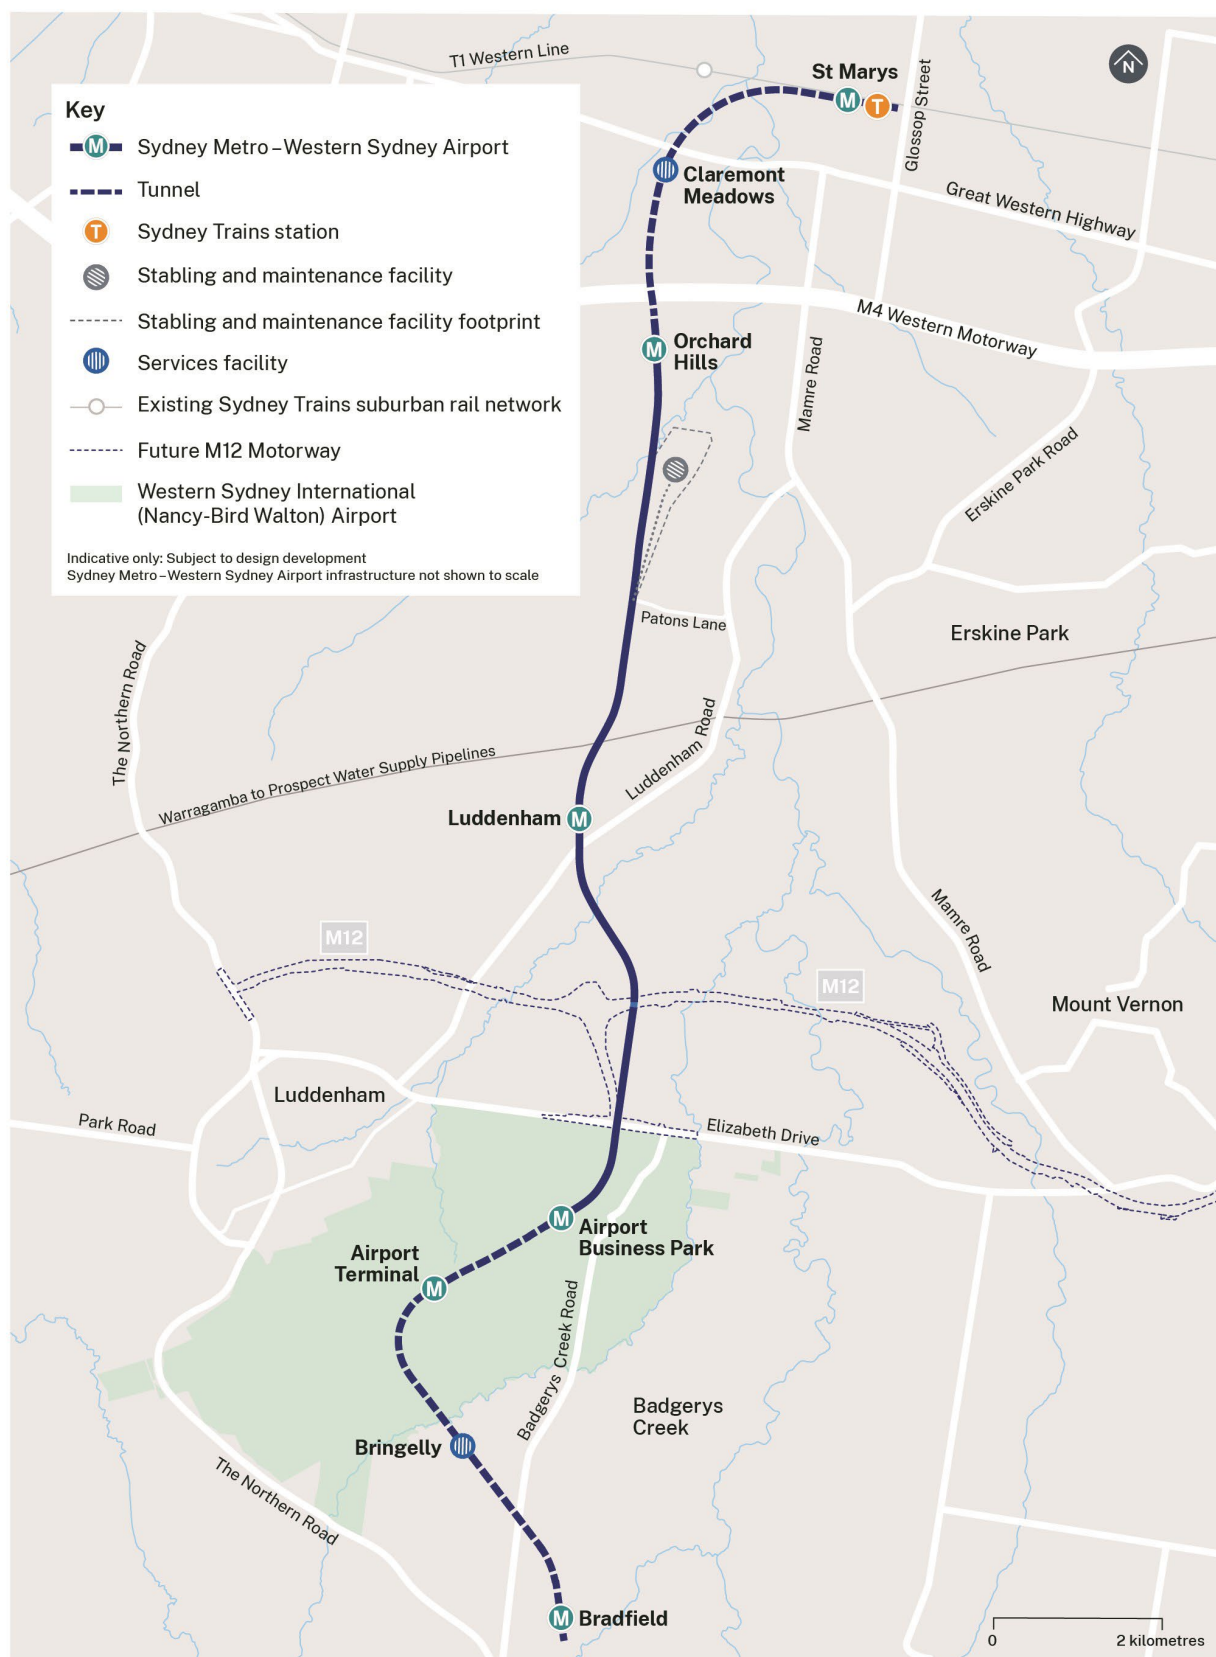 T1 Western Line
St Marys
N
Glossop Street
Key
M Sydney Metro – Western Sydney Airport
Tunnel
T Sydney Trains station
Stabling and maintenance facility
Stabling and maintenance facility footprint
Services facility
Existing Sydney Trains suburban rail network
Future M12 Motorway
Western Sydney International
(Nancy-Bird Walton) Airport
Indicative only: Subject to design development
Sydney Metro – Western Sydney Airport infrastructure not shown to scale
M
T
Claremont
Meadows
Great Western Highway
M4 Western Motorway
M
Orchard
Hills
Mamre Road
Erskine Park Road
Patons Lane
Erskine Park
The Northern Road
Luddenham Road
Warragamba to Prospect Water Supply Pipelines
Luddenham
M
Mamre Road
M12
M12
Mount Vernon
Luddenham
Park Road
Elizabeth Drive
M
Airport
Business Park
Airport
Terminal
M
Badgerys Creek Road
Badgerys
Creek
Bringelly
The Northern Road
M
Bradfield
0
2 kilometres